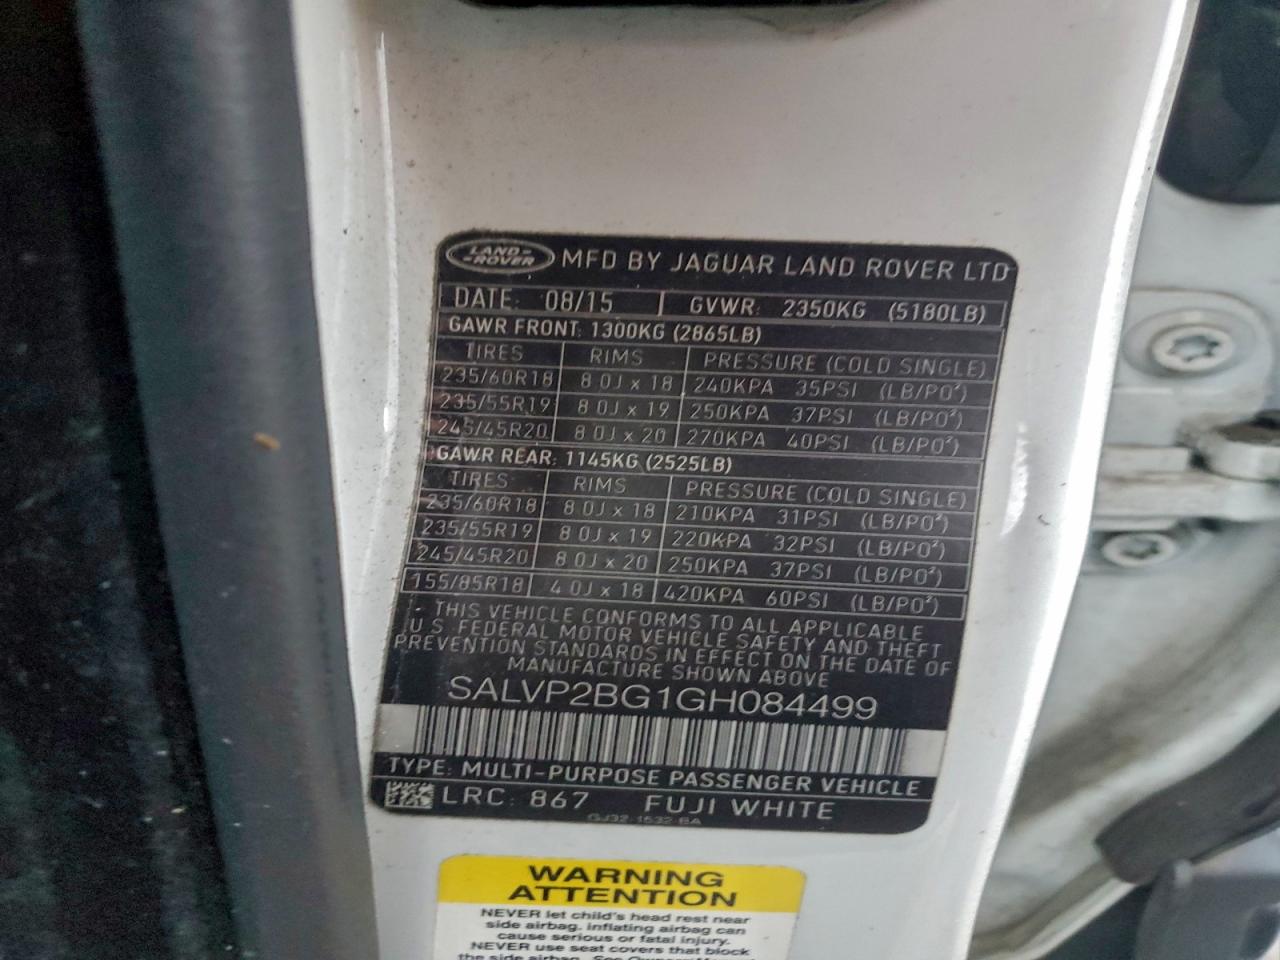 LAND-ROVER MFD BY JAGUAR LAND ROVER LTD
DATE: 08/15 GVWR: 2350KG (5180LB)
GAWR FRONT: 1300KG (2865LB)
TIRES RIMS PRESSURE (COLD SINGLE)
235/60R18 8.0J x 18 240KPA 35PSI (LB/PO²)
235/55R19 8.0J x 19 250KPA 37PSI (LB/PO²)
245/45R20 8.0J x 20 270KPA 40PSI (LB/PO²)
GAWR REAR: 1145KG (2525LB)
TIRES RIMS PRESSURE (COLD SINGLE)
235/60R18 8.0J x 18 210KPA 31PSI (LB/PO²)
235/55R19 8.0J x 19 220KPA 32PSI (LB/PO²)
245/45R20 8.0J x 20 250KPA 37PSI (LB/PO²)
155/85R18 4.0J x 18 420KPA 60PSI (LB/PO²)
THIS VEHICLE CONFORMS TO ALL APPLICABLE
U.S. FEDERAL MOTOR VEHICLE SAFETY AND THEFT
PREVENTION STANDARDS IN EFFECT ON THE DATE OF
MANUFACTURE SHOWN ABOVE
SALVP2BG1GH084499
TYPE: MULTI-PURPOSE PASSENGER VEHICLE
LRC: 867 FUJI WHITE
GJ32-1532-BA
WARNING
ATTENTION
NEVER let child's head rest near
side airbag. inflating airbag can
cause serious or fatal injury.
NEVER use seat covers that block
the side airbag. See